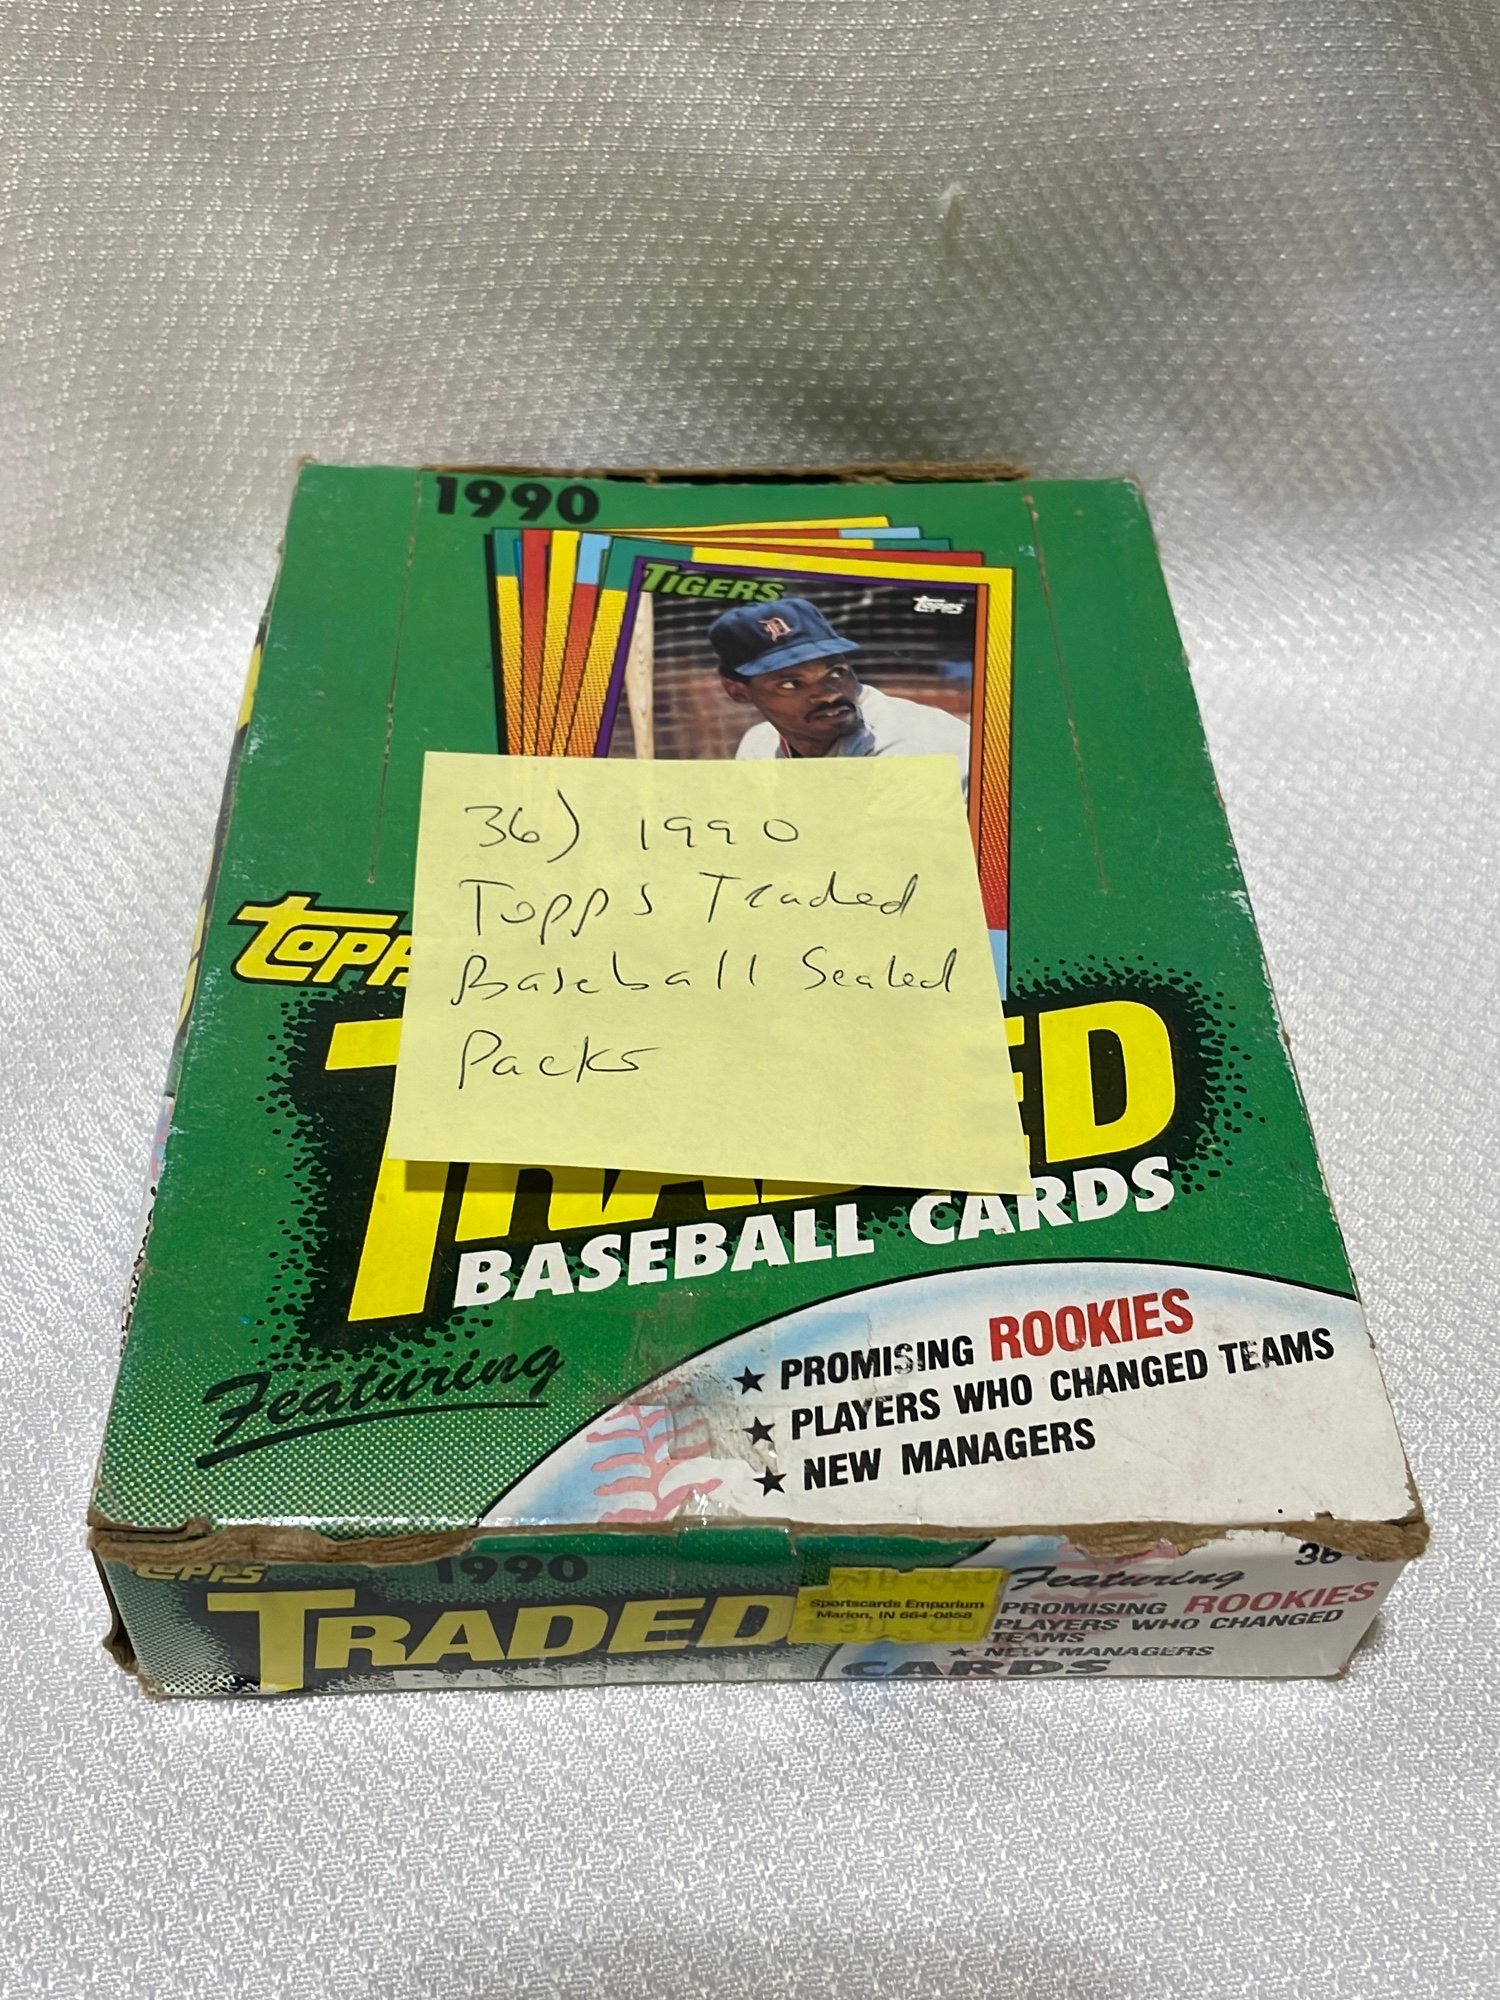 1990
TIGERS
TOPPS
36) 1990
Topps Traded
Baseball Sealed
Packs
BASEBALL CARDS
Featuring
★ PROMISING ROOKIES
★ PLAYERS WHO CHANGED TEAMS
★ NEW MANAGERS
TOPPS
1990
TRADED
BASEBALL
CARDS
Sportscards Emporium
Marion, IN 664-0858
Featuring
PROMISING ROOKIES
PLAYERS WHO CHANGED
TEAMS
★ NEW MANAGERS